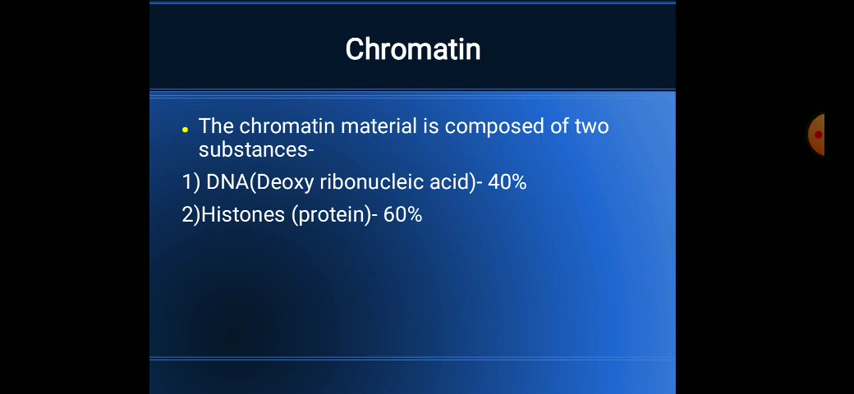 Chromatin
• The chromatin material is composed of two
substances-
1) DNA(Deoxy ribonucleic acid)- 40%
2)Histones (protein)- 60%